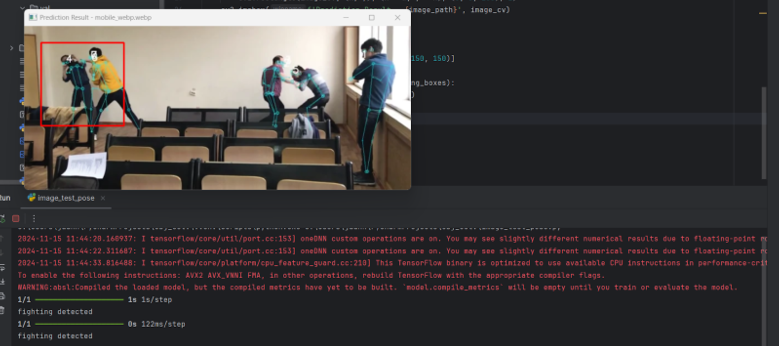 val
Prediction Result - mobile_webp.webp
{image_path}', image_cv)
150, 150)]
ng_boxes):
)
un
image_test_pose
2024-11-15 11:44:20.160937: I tensorflow/core/util/port.cc:153] oneDNN custom operations are on. You may see slightly different numerical results due to floating-point ro
2024-11-15 11:44:22.311687: I tensorflow/core/util/port.cc:153] oneDNN custom operations are on. You may see slightly different numerical results due to floating-point ro
2024-11-15 11:44:33.816488: I tensorflow/core/platform/cpu_feature_guard.cc:210] This TensorFlow binary is optimized to use available CPU instructions in performance-crit
To enable the following instructions: AVX2 AVX_VNNI FMA, in other operations, rebuild TensorFlow with the appropriate compiler flags.
WARNING:absl:Compiled the loaded model, but the compiled metrics have yet to be built. `model.compile_metrics` will be empty until you train or evaluate the model.
1/1 1s 1s/step
fighting detected
1/1 0s 122ms/step
fighting detected